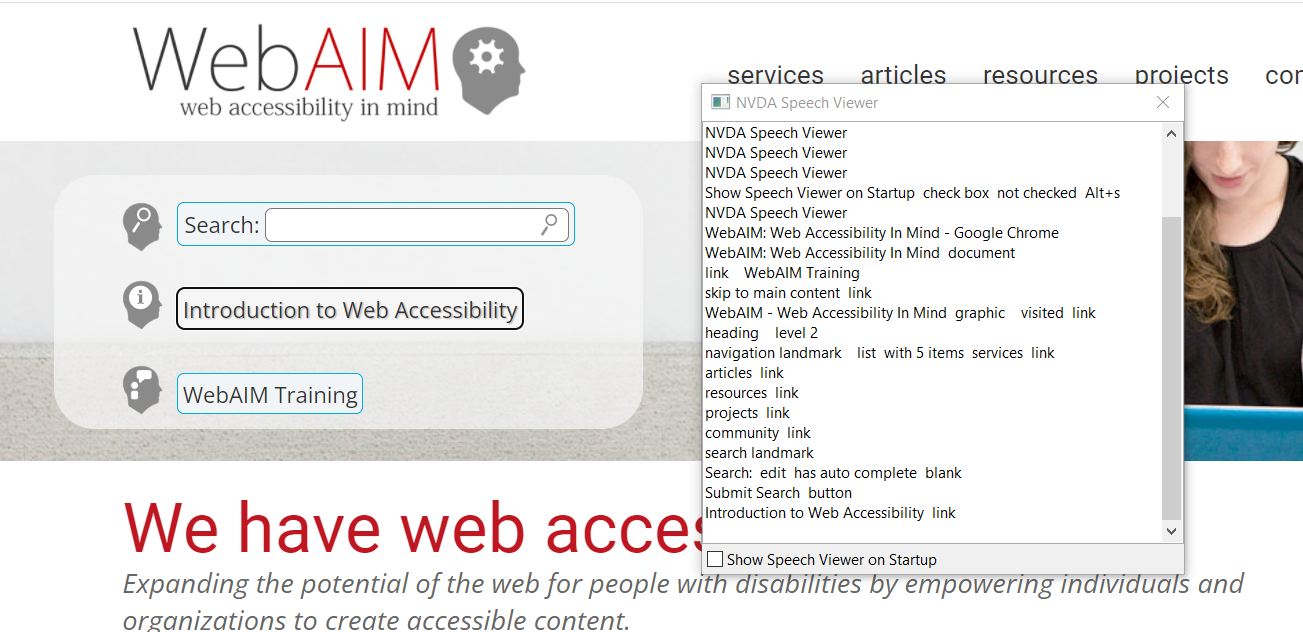 WebAIM
web accessibility in mind
services articles resources projects
Search:
Introduction to Web Accessibility
WebAIM Training
NVDA Speech Viewer
NVDA Speech Viewer
NVDA Speech Viewer
NVDA Speech Viewer
Show Speech Viewer on Startup check box not checked Alt+s
NVDA Speech Viewer
WebAIM: Web Accessibility In Mind - Google Chrome
WebAIM: Web Accessibility In Mind document
link WebAIM Training
skip to main content link
WebAIM - Web Accessibility In Mind graphic visited link
heading level 2
navigation landmark list with 5 items services link
articles link
resources link
projects link
community link
search landmark
Search: edit has auto complete blank
Submit Search button
Introduction to Web Accessibility link
Show Speech Viewer on Startup
We have web
Expanding the potential of the web for people with disabilities by empowering individuals and
organizations to create accessible content.